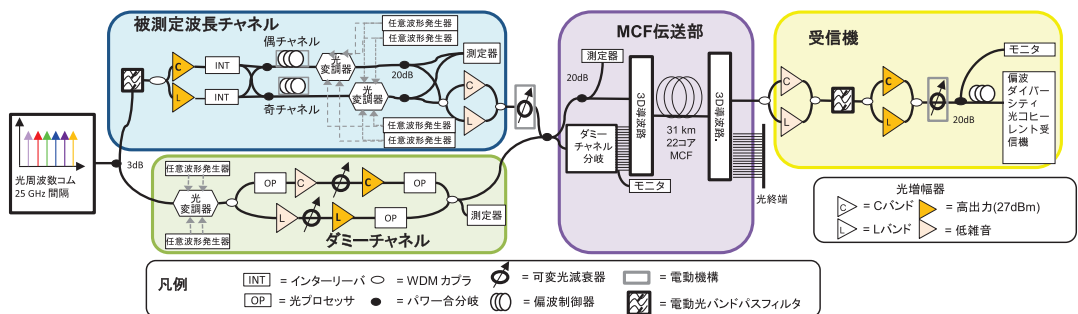 被測定波長チャネル
任意波形発生器
任意波形発生器
偶チャネル
C
INT
光
変調器
測定器
20dB
L
INT
光
変調器
奇チャネル
C
L
任意波形発生器
任意波形発生器
光周波数コム
25 GHz 間隔
3dB
任意波形発生器
光
変調器
任意波形発生器
OP
C
C
OP
L
L
OP
測定器
ダミーチャネル
MCF伝送部
測定器
20dB
ダミー
チャンネル
分岐
3D導波路
31 km
22コア
MCF
3D導波路.
モニタ
光終端
受信機
C
L
C
L
20dB
モニタ
偏波
ダイバー
シティ
光コヒー
レント受
信機
光増幅器
C
= Cバンド
= 高出力(27dBm)
L
= Lバンド
= 低雑音
凡例
INT
= インターリーバ
= WDM カプラ
= 可変光減衰器
= 電動機構
OP
= 光プロセッサ
= パワー合分岐
= 偏波制御器
= 電動光バンドパスフィルタ